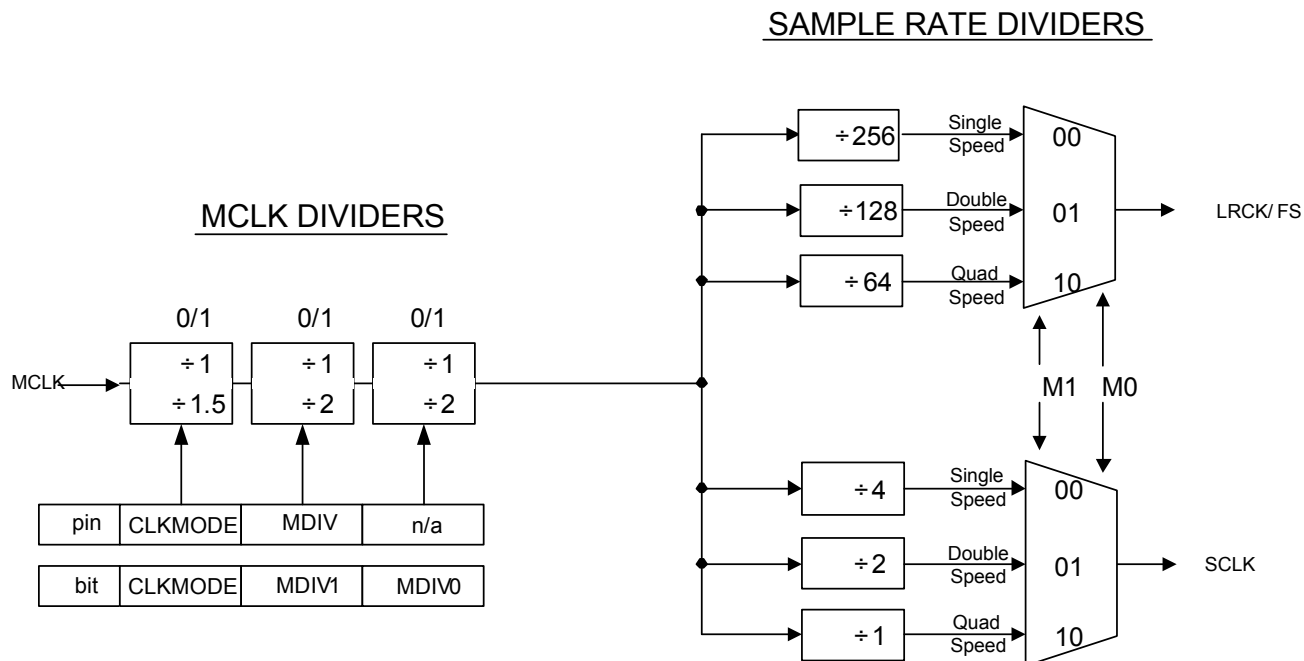 SAMPLE RATE DIVIDERS
÷256
Single
Speed
00
MCLK DIVIDERS
÷128
Double
Speed
01
LRCK/ FS
÷64
Quad
Speed
10
0/1
0/1
0/1
MCLK
÷1
÷1.5
÷1
÷2
÷1
÷2
M1
M0
÷4
Single
Speed
00
pin
CLKMODE
MDIV
n/a
÷2
Double
Speed
01
SCLK
bit
CLKMODE
MDIV1
MDIV0
÷1
Quad
Speed
10